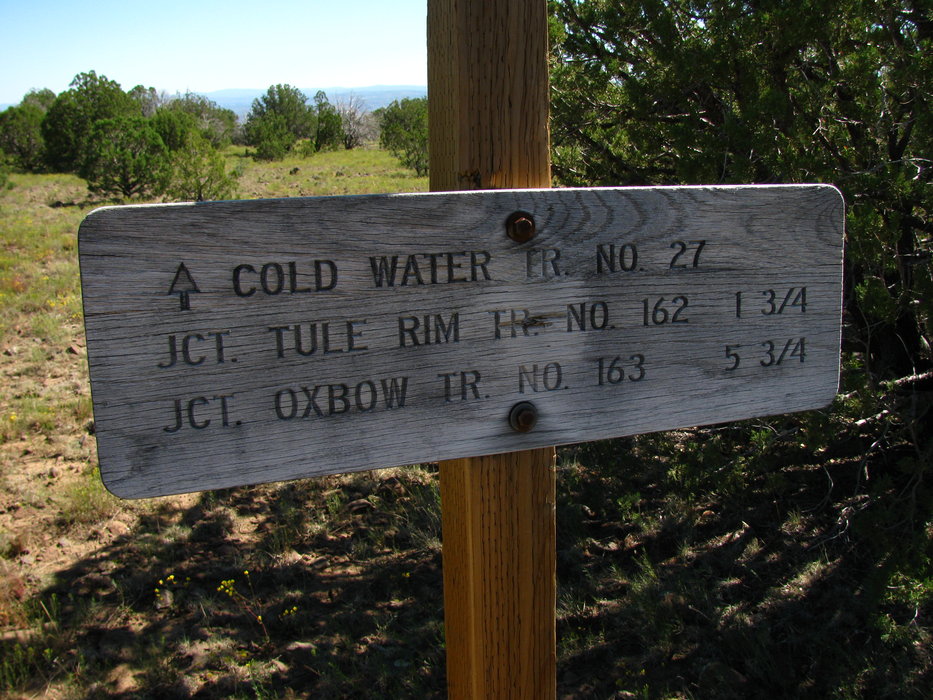 COLD WATER TR. NO. 27
JCT. TULE RIM TR. NO. 162 1 3/4
JCT. OXBOW TR. NO. 163 5 3/4